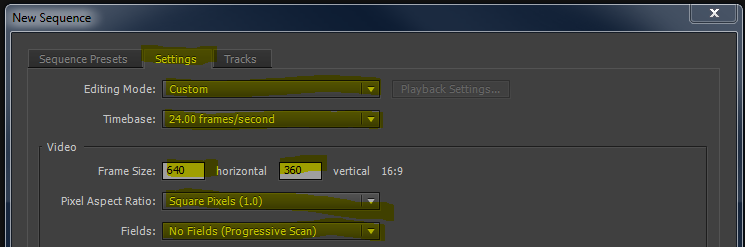 New Sequence
Sequence Presets Settings Tracks
Editing Mode: Custom Playback Settings...
Timebase: 24.00 frames/second
Video
Frame Size: 640 horizontal 360 vertical 16:9
Pixel Aspect Ratio: Square Pixels (1.0)
Fields: No Fields (Progressive Scan)